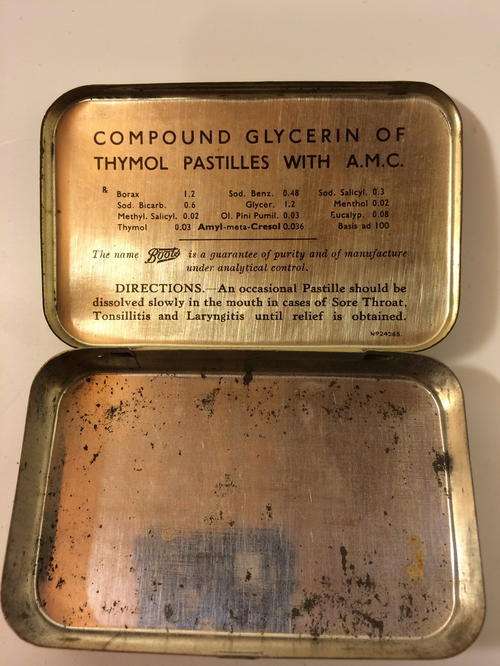 COMPOUND GLYCERIN OF
THYMOL PASTILLES WITH A.M.C.
℞ Borax 1.2 Sod. Benz. 0.48 Sod. Salicyl. 0.3
Sod. Bicarb. 0.6 Glycer. 1.2 Menthol 0.02
Methyl. Salicyl. 0.02 Ol. Pini Pumil. 0.03 Eucalyp. 0.08
Thymol 0.03 Amyl-meta-Cresol 0.036 Basis ad 100
The name Boots is a guarantee of purity and of manufacture
under analytical control.
DIRECTIONS.—An occasional Pastille should be
dissolved slowly in the mouth in cases of Sore Throat,
Tonsillitis and Laryngitis until relief is obtained.